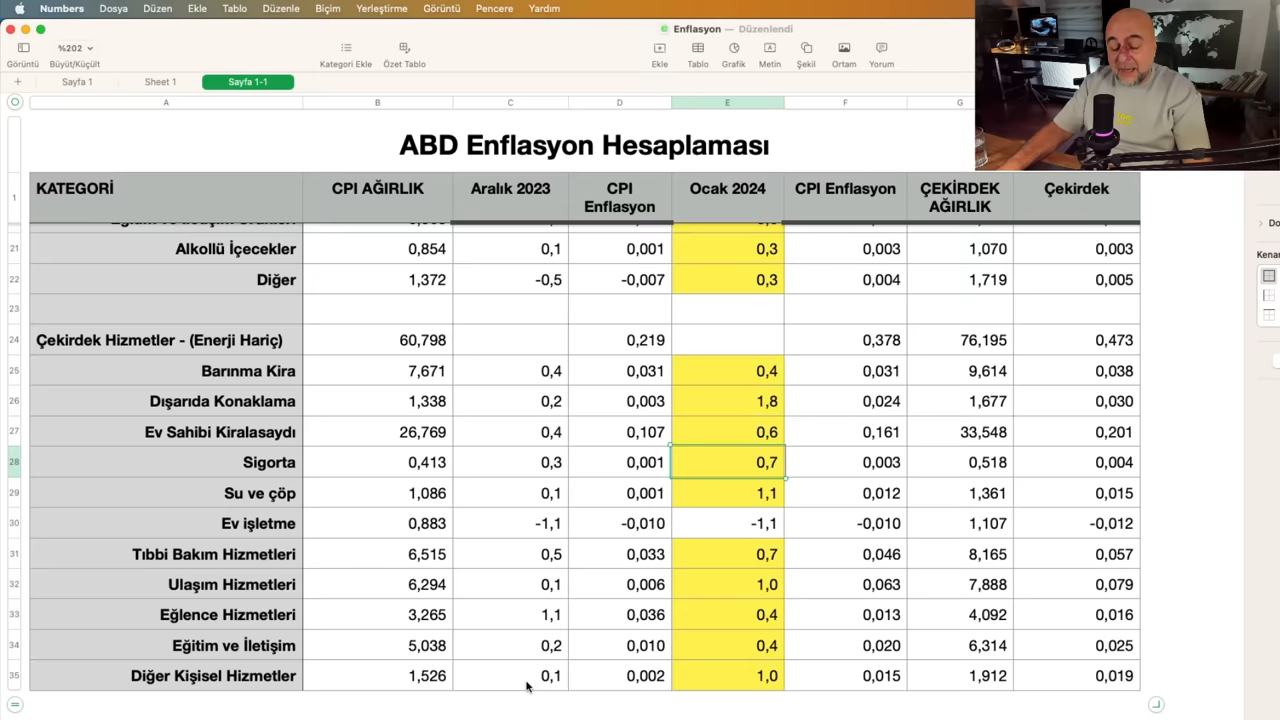 Numbers Dosya Düzen Ekle Tablo Düzenle Biçim Yerleştirme Görüntü Pencere Yardım
Enflasyon — Düzenlendi
%202
Görüntü Büyüt/Küçült Kategori Ekle Özet Tablo Ekle Tablo Grafik Metin Şekil Ortam Yorum
+ Sayfa 1 Sheet 1 Sayfa 1-1
A B C D E F G
ABD Enflasyon Hesaplaması
1 KATEGORİ CPI AĞIRLIK Aralık 2023 CPI Enflasyon Ocak 2024 CPI Enflasyon ÇEKİRDEK AĞIRLIK Çekirdek
21 Alkollü İçecekler 0,854 0,1 0,001 0,3 0,003 1,070 0,003
22 Diğer 1,372 -0,5 -0,007 0,3 0,004 1,719 0,005
23
24 Çekirdek Hizmetler - (Enerji Hariç) 60,798 0,219 0,378 76,195 0,473
25 Barınma Kira 7,671 0,4 0,031 0,4 0,031 9,614 0,038
26 Dışarıda Konaklama 1,338 0,2 0,003 1,8 0,024 1,677 0,030
27 Ev Sahibi Kiralasaydı 26,769 0,4 0,107 0,6 0,161 33,548 0,201
28 Sigorta 0,413 0,3 0,001 0,7 0,003 0,518 0,004
29 Su ve çöp 1,086 0,1 0,001 1,1 0,012 1,361 0,015
30 Ev işletme 0,883 -1,1 -0,010 -1,1 -0,010 1,107 -0,012
31 Tıbbi Bakım Hizmetleri 6,515 0,5 0,033 0,7 0,046 8,165 0,057
32 Ulaşım Hizmetleri 6,294 0,1 0,006 1,0 0,063 7,888 0,079
33 Eğlence Hizmetleri 3,265 1,1 0,036 0,4 0,013 4,092 0,016
34 Eğitim ve İletişim 5,038 0,2 0,010 0,4 0,020 6,314 0,025
35 Diğer Kişisel Hizmetler 1,526 0,1 0,002 1,0 0,015 1,912 0,019